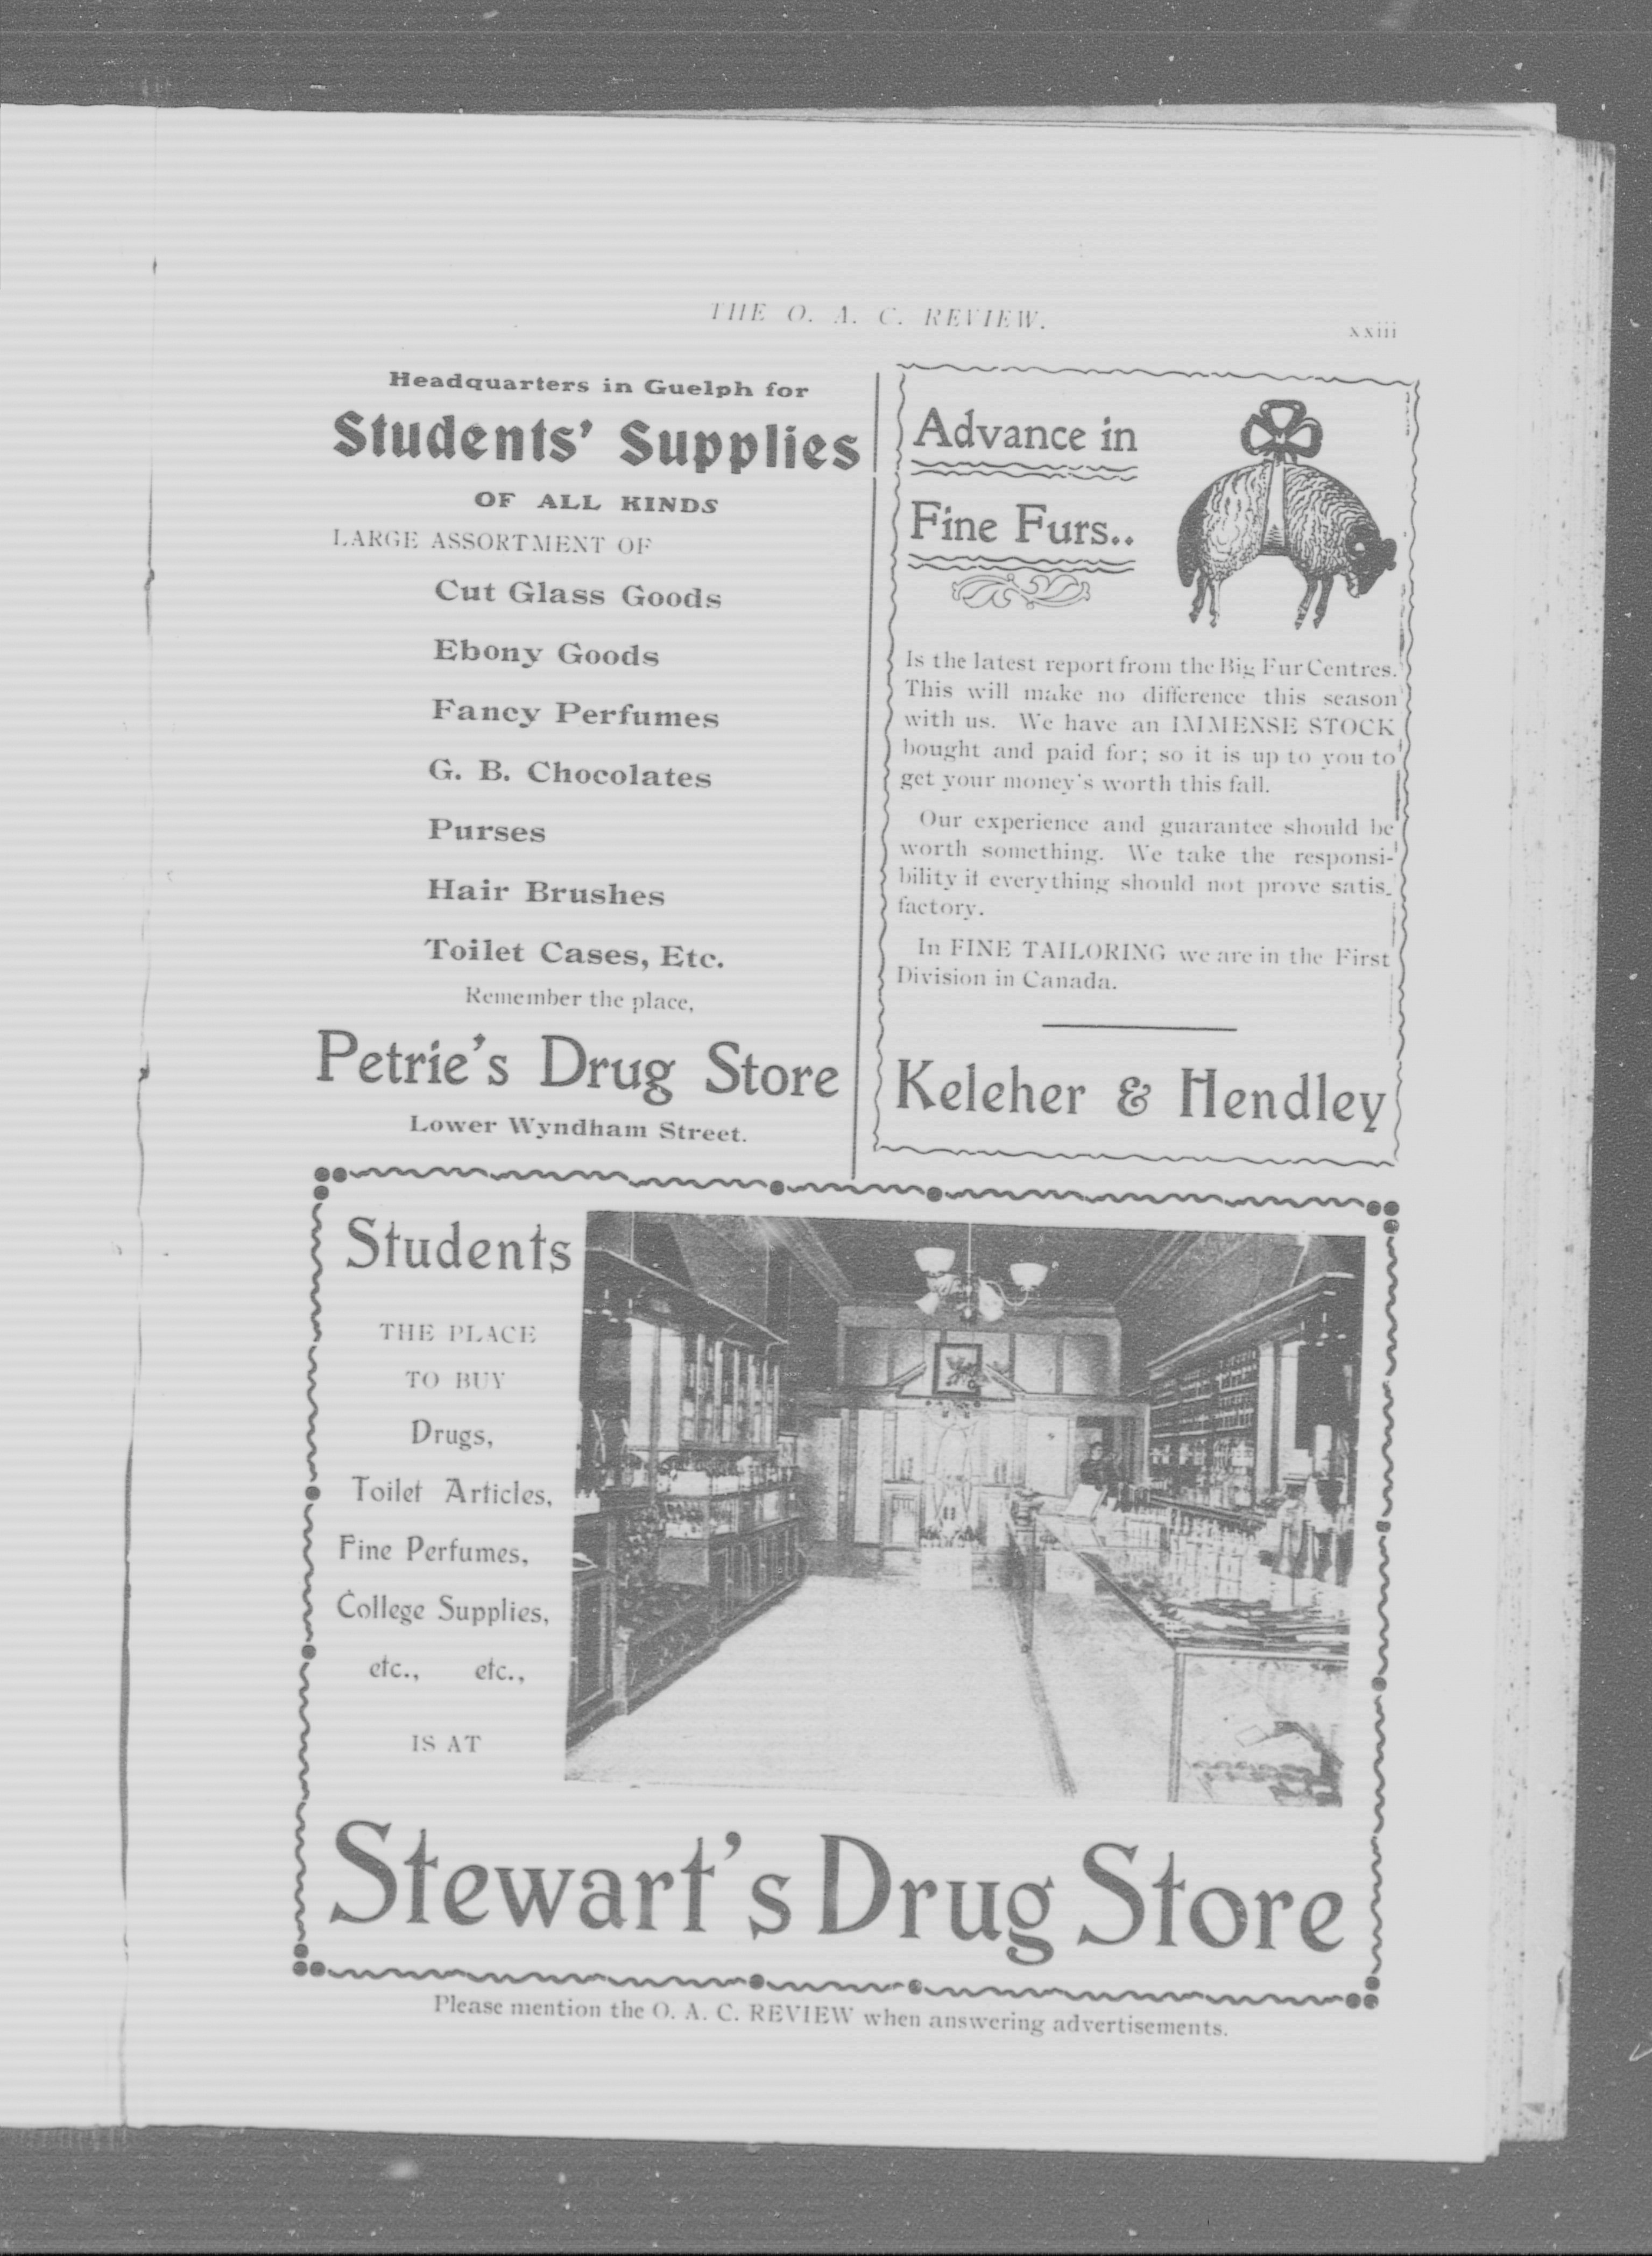 THE O. A. C. REVIEW.
xxiii
Headquarters in Guelph for
Students' Supplies
OF ALL KINDS
LARGE ASSORTMENT OF
Cut Glass Goods
Ebony Goods
Fancy Perfumes
G. B. Chocolates
Purses
Hair Brushes
Toilet Cases, Etc.
Remember the place,
Petrie's Drug Store
Lower Wyndham Street.
Advance in
Fine Furs..
Is the latest report from the Big Fur Centres.
This will make no difference this season
with us. We have an IMMENSE STOCK
bought and paid for; so it is up to you to
get your money's worth this fall.
Our experience and guarantee should be
worth something. We take the responsi-
bility if everything should not prove satis-
factory.
In FINE TAILORING we are in the First
Division in Canada.
Keleher & Hendley
Students
THE PLACE
TO BUY
Drugs,
Toilet Articles,
Fine Perfumes,
College Supplies,
etc., etc.,
IS AT
Stewart's Drug Store
Please mention the O. A. C. REVIEW when answering advertisements.